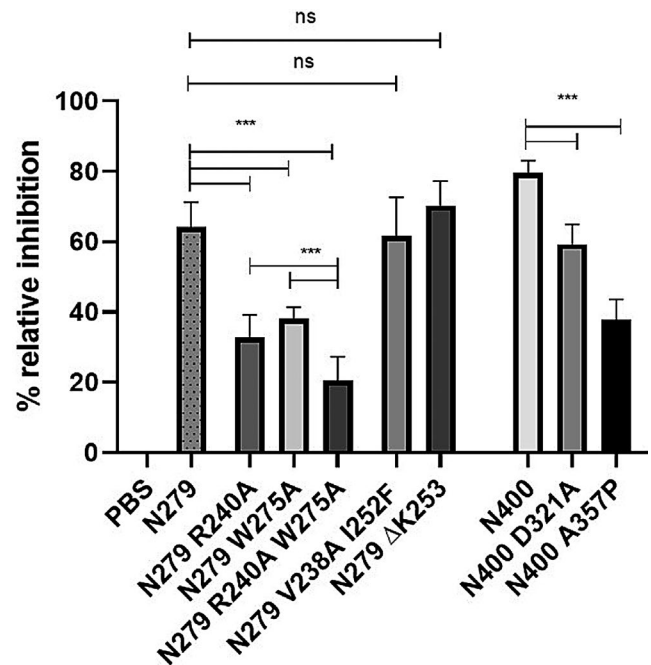 ns
ns
***
***
***
% relative inhibition
100
80
60
40
20
0
PBS
N279
N279 R240A
N279 W275A
N279 R240A W275A
N279 V238A I252F
N279 ΔK253
N400
N400 D321A
N400 A357P